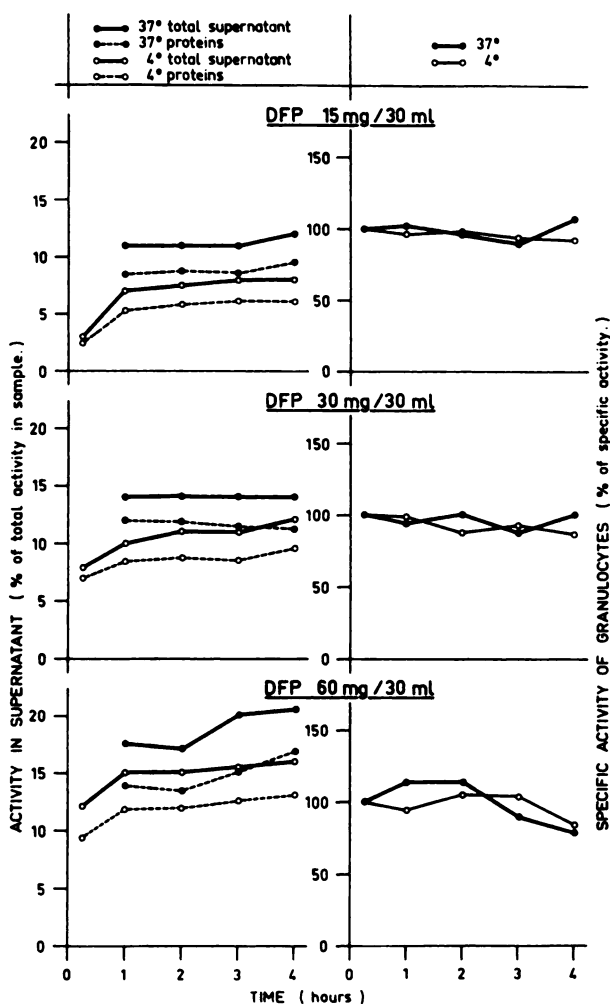 37° total supernatant
37° proteins
4° total supernatant
4° proteins
37°
4°
DFP 15 mg/30 ml
20
15
10
5
0
150
100
50
0
DFP 30 mg/30 ml
20
15
10
5
0
150
100
50
0
DFP 60 mg/30 ml
20
15
10
5
0
150
100
50
0
0 1 2 3 4
0 1 2 3 4
TIME ( hours )
ACTIVITY IN SUPERNATANT ( % of total activity in sample.)
SPECIFIC ACTIVITY OF GRANULOCYTES ( % of specific activity.)